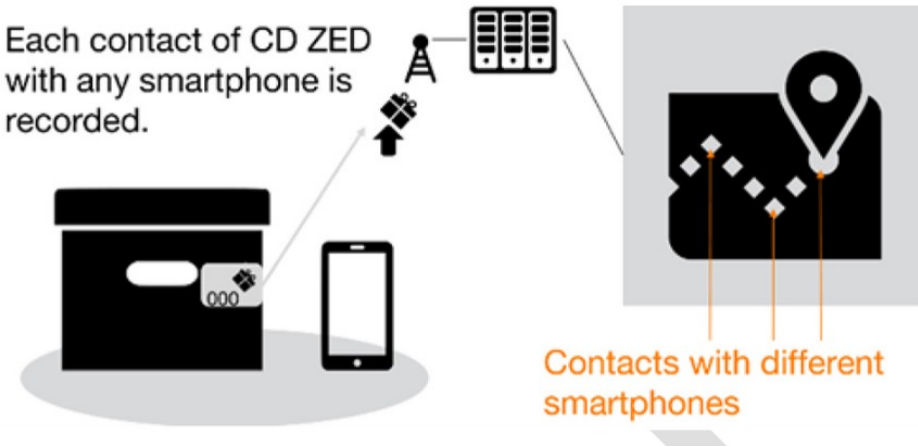 Each contact of CD ZED
with any smartphone is
recorded.
000
Contacts with different
smartphones